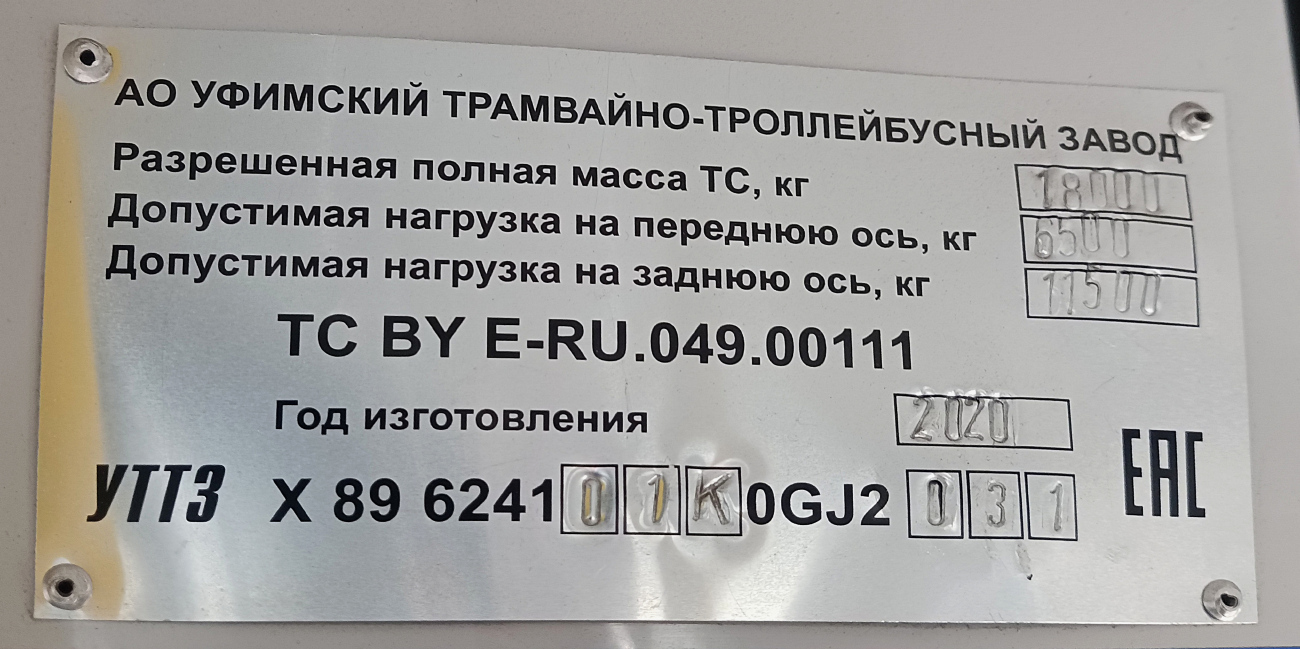 АО УФИМСКИЙ ТРАМВАЙНО-ТРОЛЛЕЙБУСНЫЙ ЗАВОД
Разрешенная полная масса ТС, кг 18000
Допустимая нагрузка на переднюю ось, кг 6500
Допустимая нагрузка на заднюю ось, кг 11500
ТС BY E-RU.049.00111
Год изготовления 2020
УТТЗ X 89 6241 0 1 K 0GJ2 0 3 1 EAC